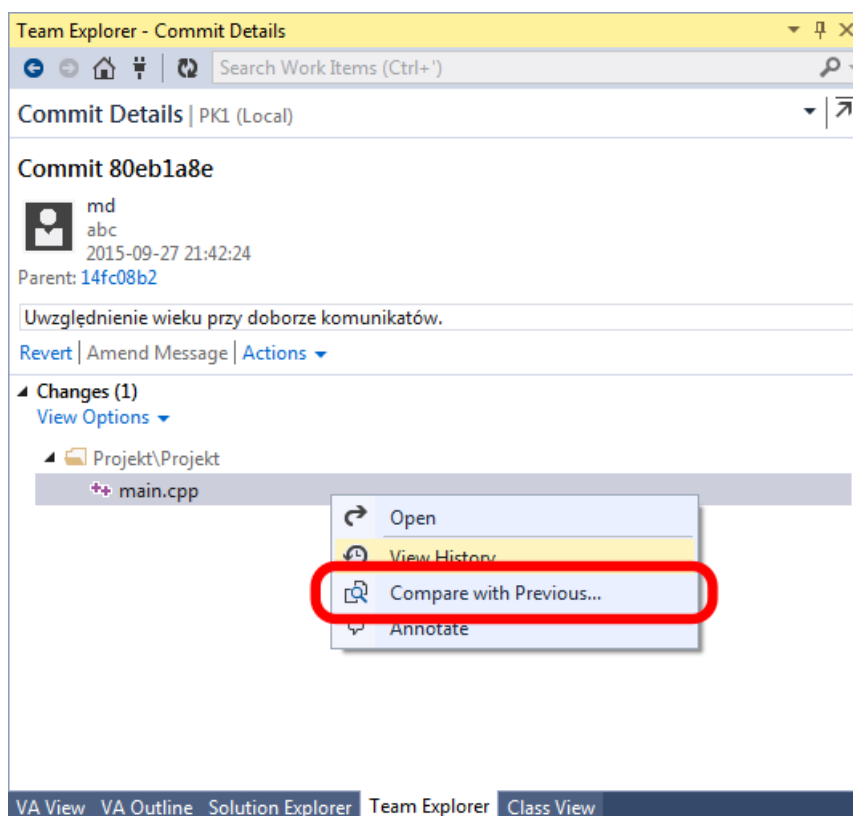 Team Explorer - Commit Details
Search Work Items (Ctrl+')
Commit Details | PK1 (Local)
Commit 80eb1a8e
md
abc
2015-09-27 21:42:24
Parent: 14fc08b2
Uwzględnienie wieku przy doborze komunikatów.
Revert | Amend Message | Actions
Changes (1)
View Options
Projekt\Projekt
main.cpp
Open
View History
Compare with Previous...
Annotate
VA View VA Outline Solution Explorer Team Explorer Class View